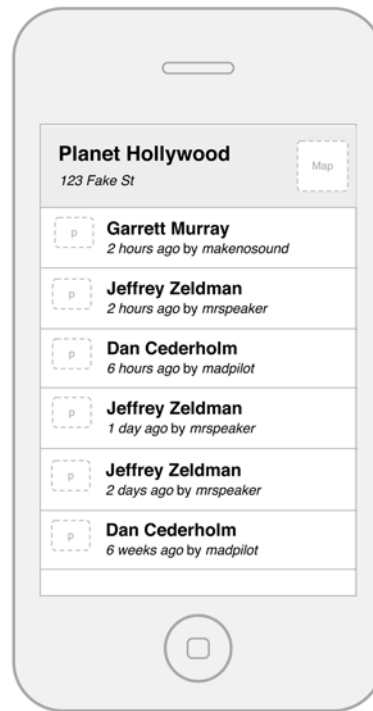 Planet Hollywood
123 Fake St
Map
p
Garrett Murray
2 hours ago by makenosound
p
Jeffrey Zeldman
2 hours ago by mrspeaker
p
Dan Cederholm
6 hours ago by madpilot
p
Jeffrey Zeldman
1 day ago by mrspeaker
p
Jeffrey Zeldman
2 days ago by mrspeaker
p
Dan Cederholm
6 weeks ago by madpilot